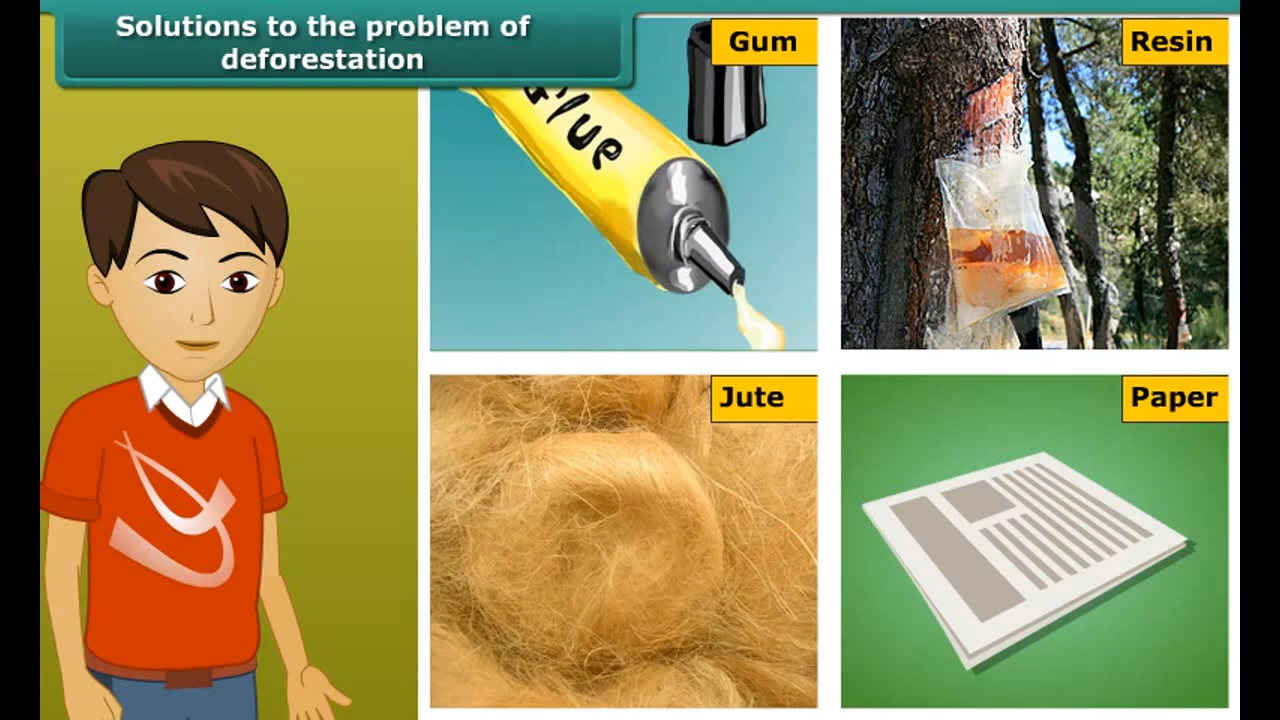 Solutions to the problem of
deforestation
Gum
Resin
Glue
Jute
Paper